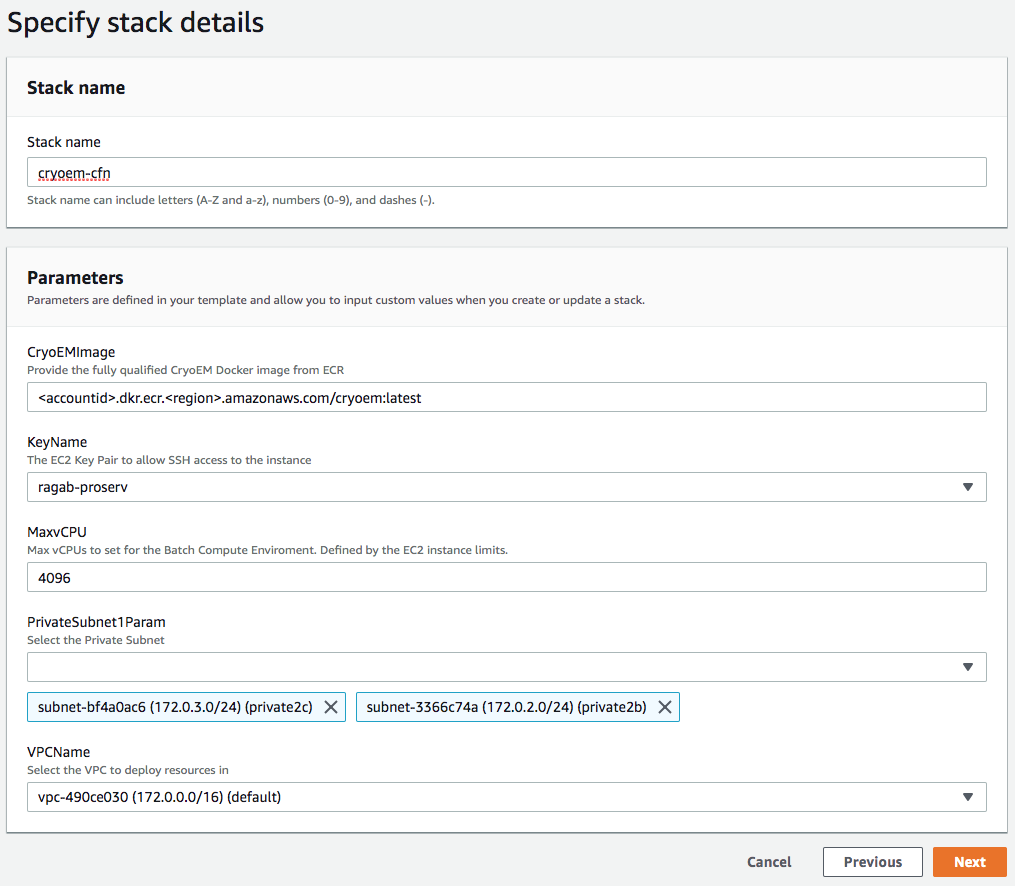 Specify stack details
Stack name
Stack name
cryoem-cfn
Stack name can include letters (A-Z and a-z), numbers (0-9), and dashes (-).
Parameters
Parameters are defined in your template and allow you to input custom values when you create or update a stack.
CryoEMImage
Provide the fully qualified CryoEM Docker image from ECR
<accountid>.dkr.ecr.<region>.amazonaws.com/cryoem:latest
KeyName
The EC2 Key Pair to allow SSH access to the instance
ragab-proserv
MaxvCPU
Max vCPUs to set for the Batch Compute Enviroment. Defined by the EC2 instance limits.
4096
PrivateSubnet1Param
Select the Private Subnet
subnet-bf4a0ac6 (172.0.3.0/24) (private2c) subnet-3366c74a (172.0.2.0/24) (private2b)
VPCName
Select the VPC to deploy resources in
vpc-490ce030 (172.0.0.0/16) (default)
Cancel Previous Next